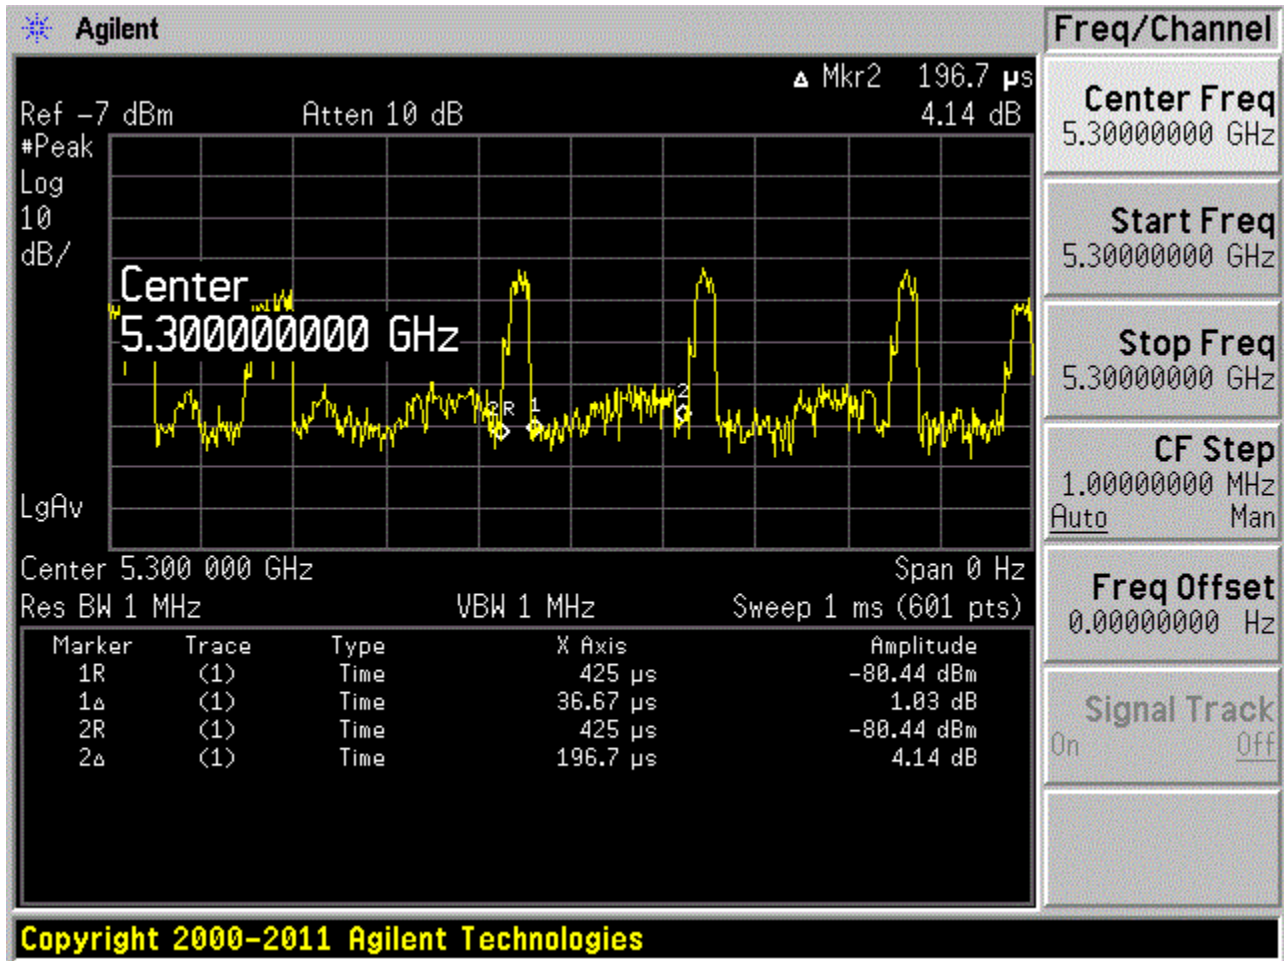 Agilent
Freq/Channel
Δ Mkr2 196.7 µs
Ref -7 dBm Atten 10 dB 4.14 dB
#Peak
Log
10
dB/
Center
5.300000000 GHz
2R 1 2
LgAv
Center 5.300 000 GHz Span 0 Hz
Res BW 1 MHz VBW 1 MHz Sweep 1 ms (601 pts)
Marker Trace Type X Axis Amplitude
1R (1) Time 425 µs -80.44 dBm
1Δ (1) Time 36.67 µs 1.03 dB
2R (1) Time 425 µs -80.44 dBm
2Δ (1) Time 196.7 µs 4.14 dB
Center Freq
5.30000000 GHz
Start Freq
5.30000000 GHz
Stop Freq
5.30000000 GHz
CF Step
1.00000000 MHz
Auto Man
Freq Offset
0.00000000 Hz
Signal Track
On Off
Copyright 2000-2011 Agilent Technologies